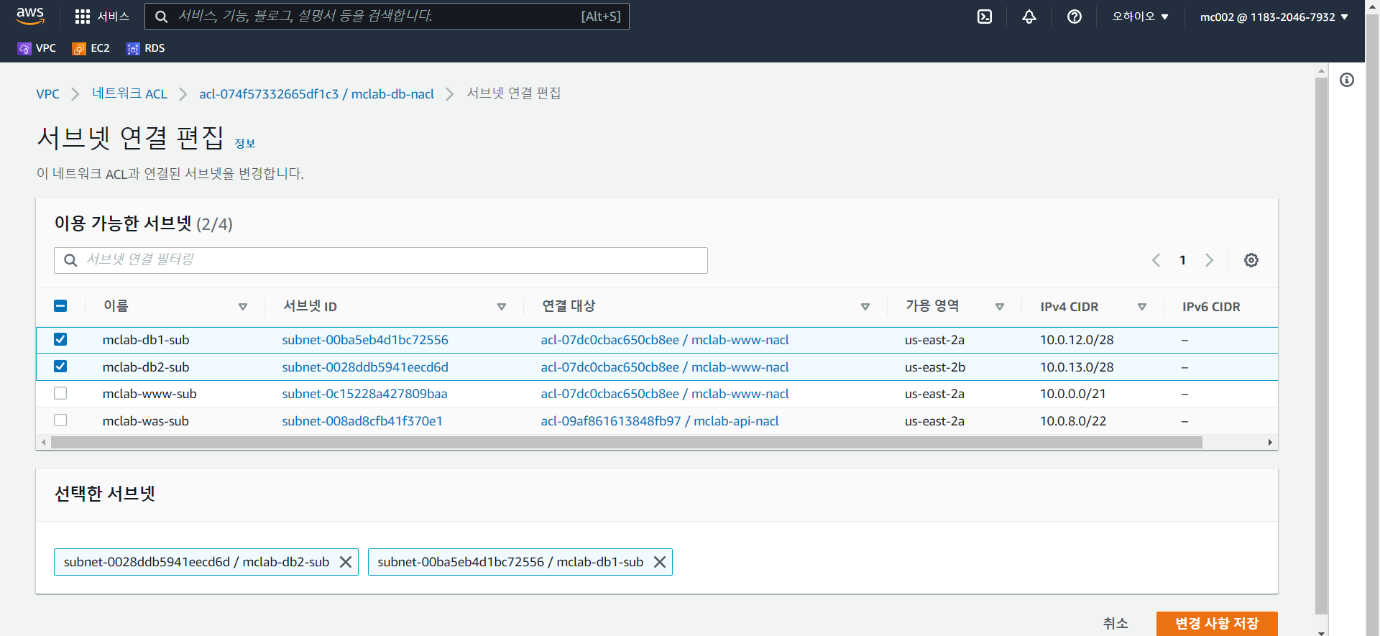 aws 서비스 서비스, 기능, 블로그, 설명서 등을 검색합니다. [Alt+S] 오하이오 ▼ mc002 @ 1183-2046-7932 ▼
VPC EC2 RDS
VPC > 네트워크 ACL > acl-074f57332665df1c3 / mclab-db-nacl > 서브넷 연결 편집
서브넷 연결 편집 정보
이 네트워크 ACL과 연결된 서브넷을 변경합니다.
이용 가능한 서브넷 (2/4)
서브넷 연결 필터링 < 1 >
이름 서브넷 ID 연결 대상 가용 영역 IPv4 CIDR IPv6 CIDR
mclab-db1-sub subnet-00ba5eb4d1bc72556 acl-07dc0cbac650cb8ee / mclab-www-nacl us-east-2a 10.0.12.0/28 –
mclab-db2-sub subnet-0028ddb5941eecd6d acl-07dc0cbac650cb8ee / mclab-www-nacl us-east-2b 10.0.13.0/28 –
mclab-www-sub subnet-0c15228a427809baa acl-07dc0cbac650cb8ee / mclab-www-nacl us-east-2a 10.0.0.0/21 –
mclab-was-sub subnet-008ad8cfb41f370e1 acl-09af861613848fb97 / mclab-api-nacl us-east-2a 10.0.8.0/22 –
선택한 서브넷
subnet-0028ddb5941eecd6d / mclab-db2-sub × subnet-00ba5eb4d1bc72556 / mclab-db1-sub ×
취소 변경 사항 저장